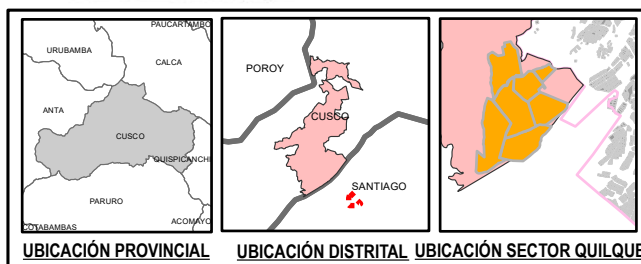 PAUCARTAMBO
URUBAMBA
CALCA
ANTA
CUSCO
QUISPICANCHI
PARURO
ACOMAYO
COTABAMBAS
UBICACIÓN PROVINCIAL
POROY
CUSCO
SANTIAGO
UBICACIÓN DISTRITAL
UBICACIÓN SECTOR QUILQUE